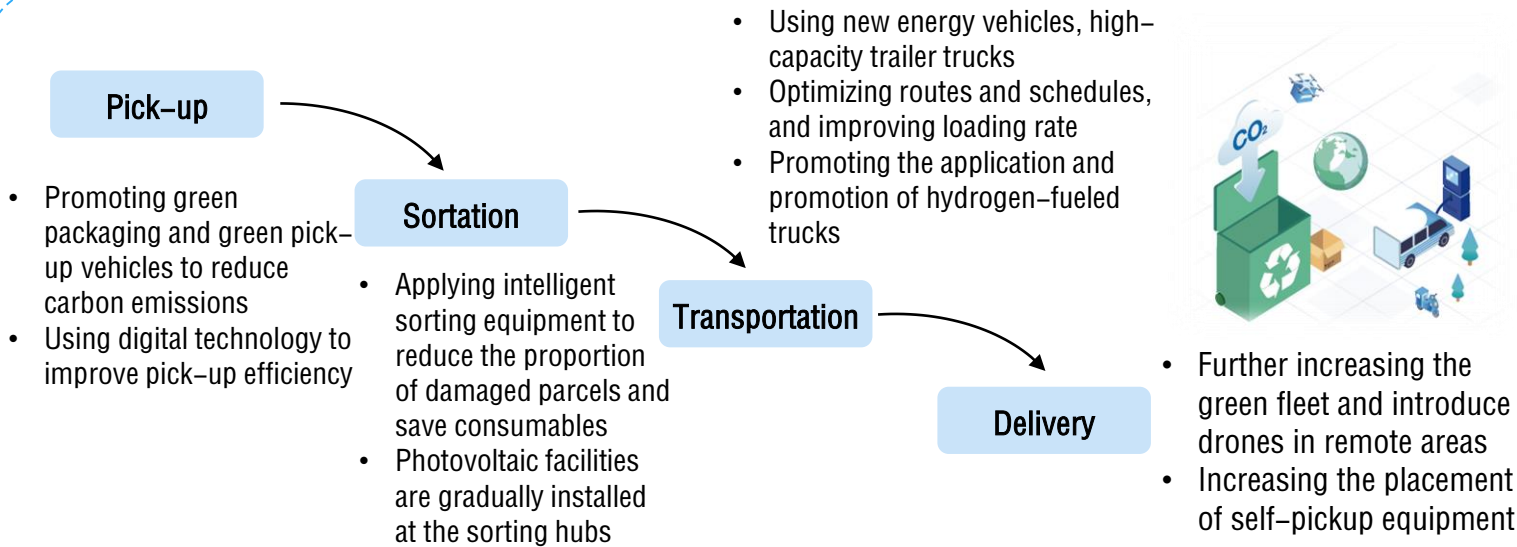 Pick–up
• Promoting green
packaging and green pick–
up vehicles to reduce
carbon emissions
• Using digital technology to
improve pick–up efficiency
Sortation
• Applying intelligent
sorting equipment to
reduce the proportion
of damaged parcels and
save consumables
• Photovoltaic facilities
are gradually installed
at the sorting hubs
• Using new energy vehicles, high–
capacity trailer trucks
• Optimizing routes and schedules,
and improving loading rate
• Promoting the application and
promotion of hydrogen–fueled
trucks
Transportation
Delivery
CO₂
• Further increasing the
green fleet and introduce
drones in remote areas
• Increasing the placement
of self–pickup equipment